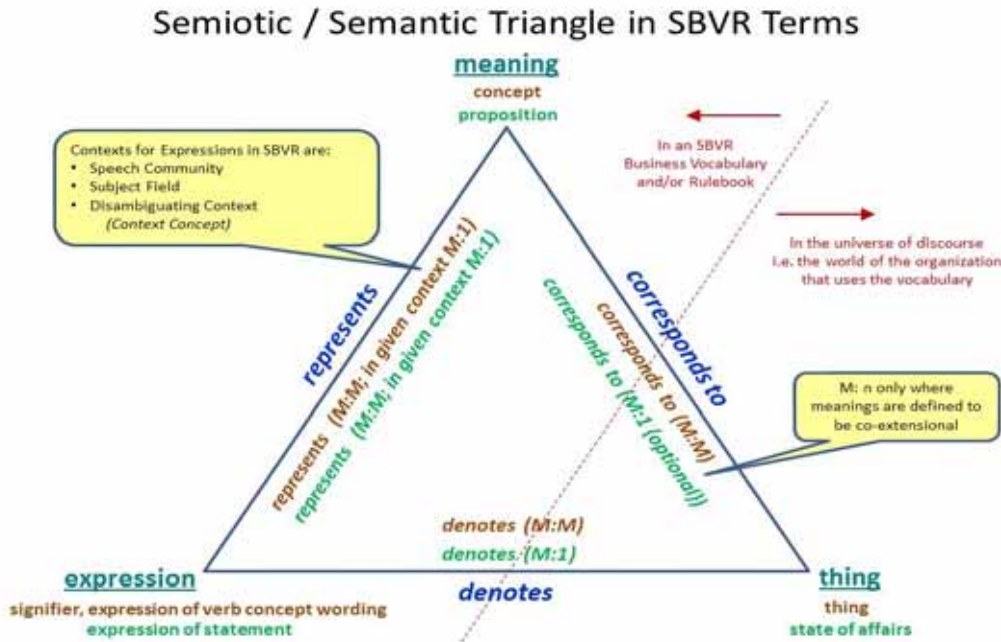 Semiotic / Semantic Triangle in SBVR Terms
meaning
concept
proposition
Contexts for Expressions in SBVR are:
• Speech Community
• Subject Field
• Disambiguating Context
(Context Concept)
In an SBVR
Business Vocabulary
and/or Rulebook
In the universe of discourse
i.e. the world of the organization
that uses the vocabulary
represents
represents (M:M; in given context M:1)
represents (M:M; in given context M:1)
corresponds to
corresponds to (M:M)
corresponds to (M:1 (optional))
M: n only where
meanings are defined to
be co-extensional
denotes (M:M)
denotes (M:1)
denotes
expression
signifier, expression of verb concept wording
expression of statement
thing
thing
state of affairs